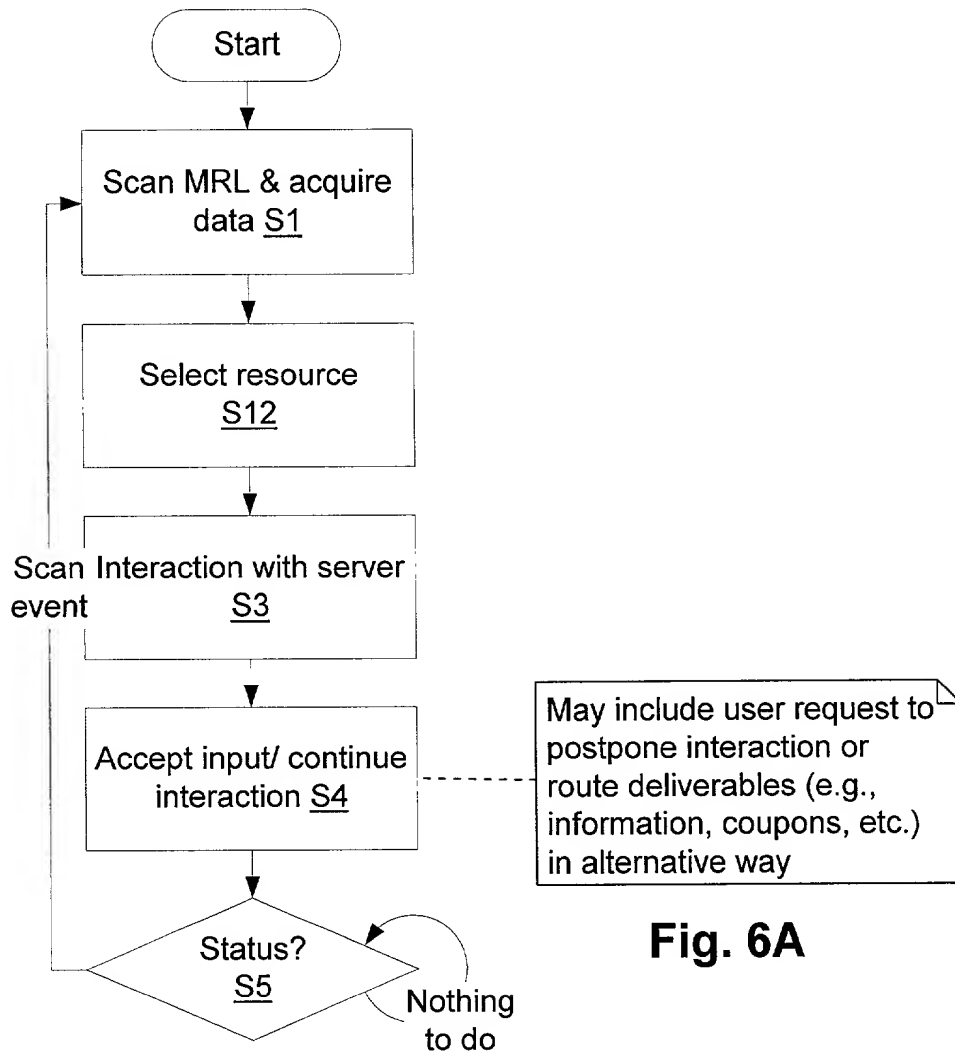 Start
Scan MRL & acquire
data S1
Select resource
S12
Scan
event
Interaction with server
S3
Accept input/ continue
interaction S4
May include user request to
postpone interaction or
route deliverables (e.g.,
information, coupons, etc.)
in alternative way
Status?
S5
Nothing
to do
Fig. 6A